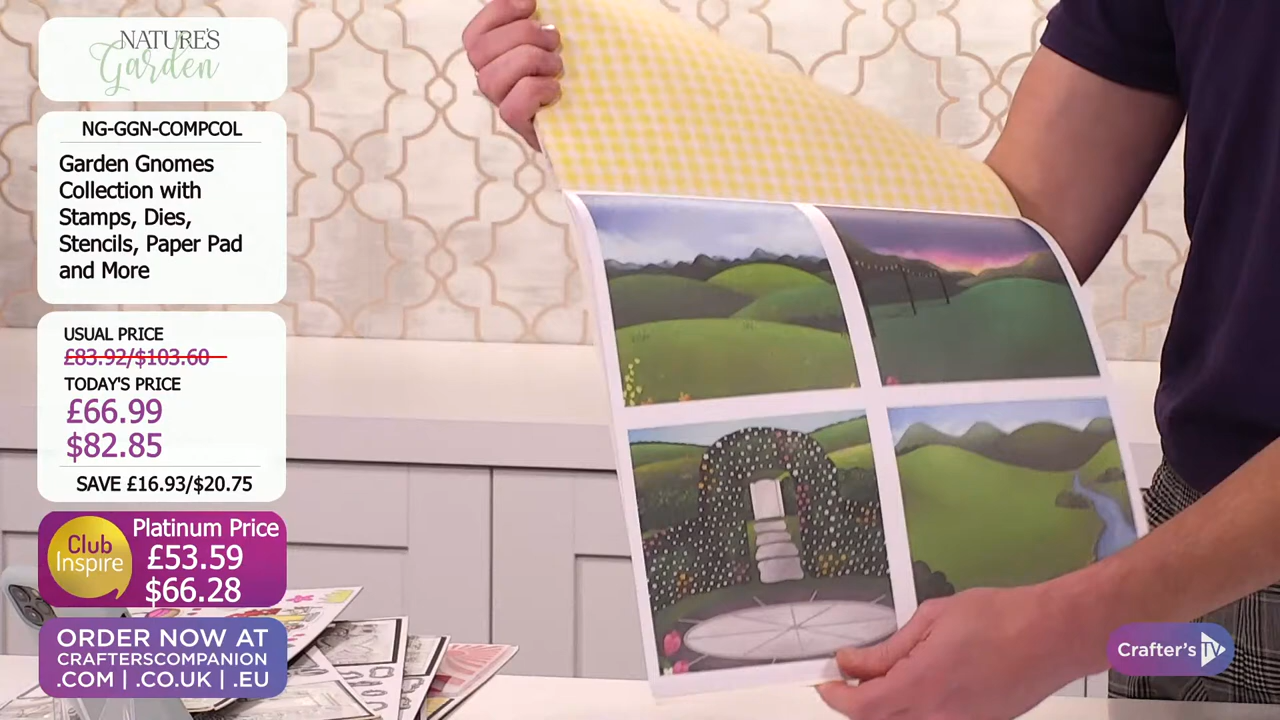 NATURE'S
Garden
NG-GGN-COMPCOL
Garden Gnomes
Collection with
Stamps, Dies,
Stencils, Paper Pad
and More
USUAL PRICE
£83.92/$103.60
TODAY'S PRICE
£66.99
$82.85
SAVE £16.93/$20.75
Club
Inspire
Platinum Price
£53.59
$66.28
ORDER NOW AT
CRAFTERSCOMPANION
.COM | .CO.UK | .EU
Crafter's TV